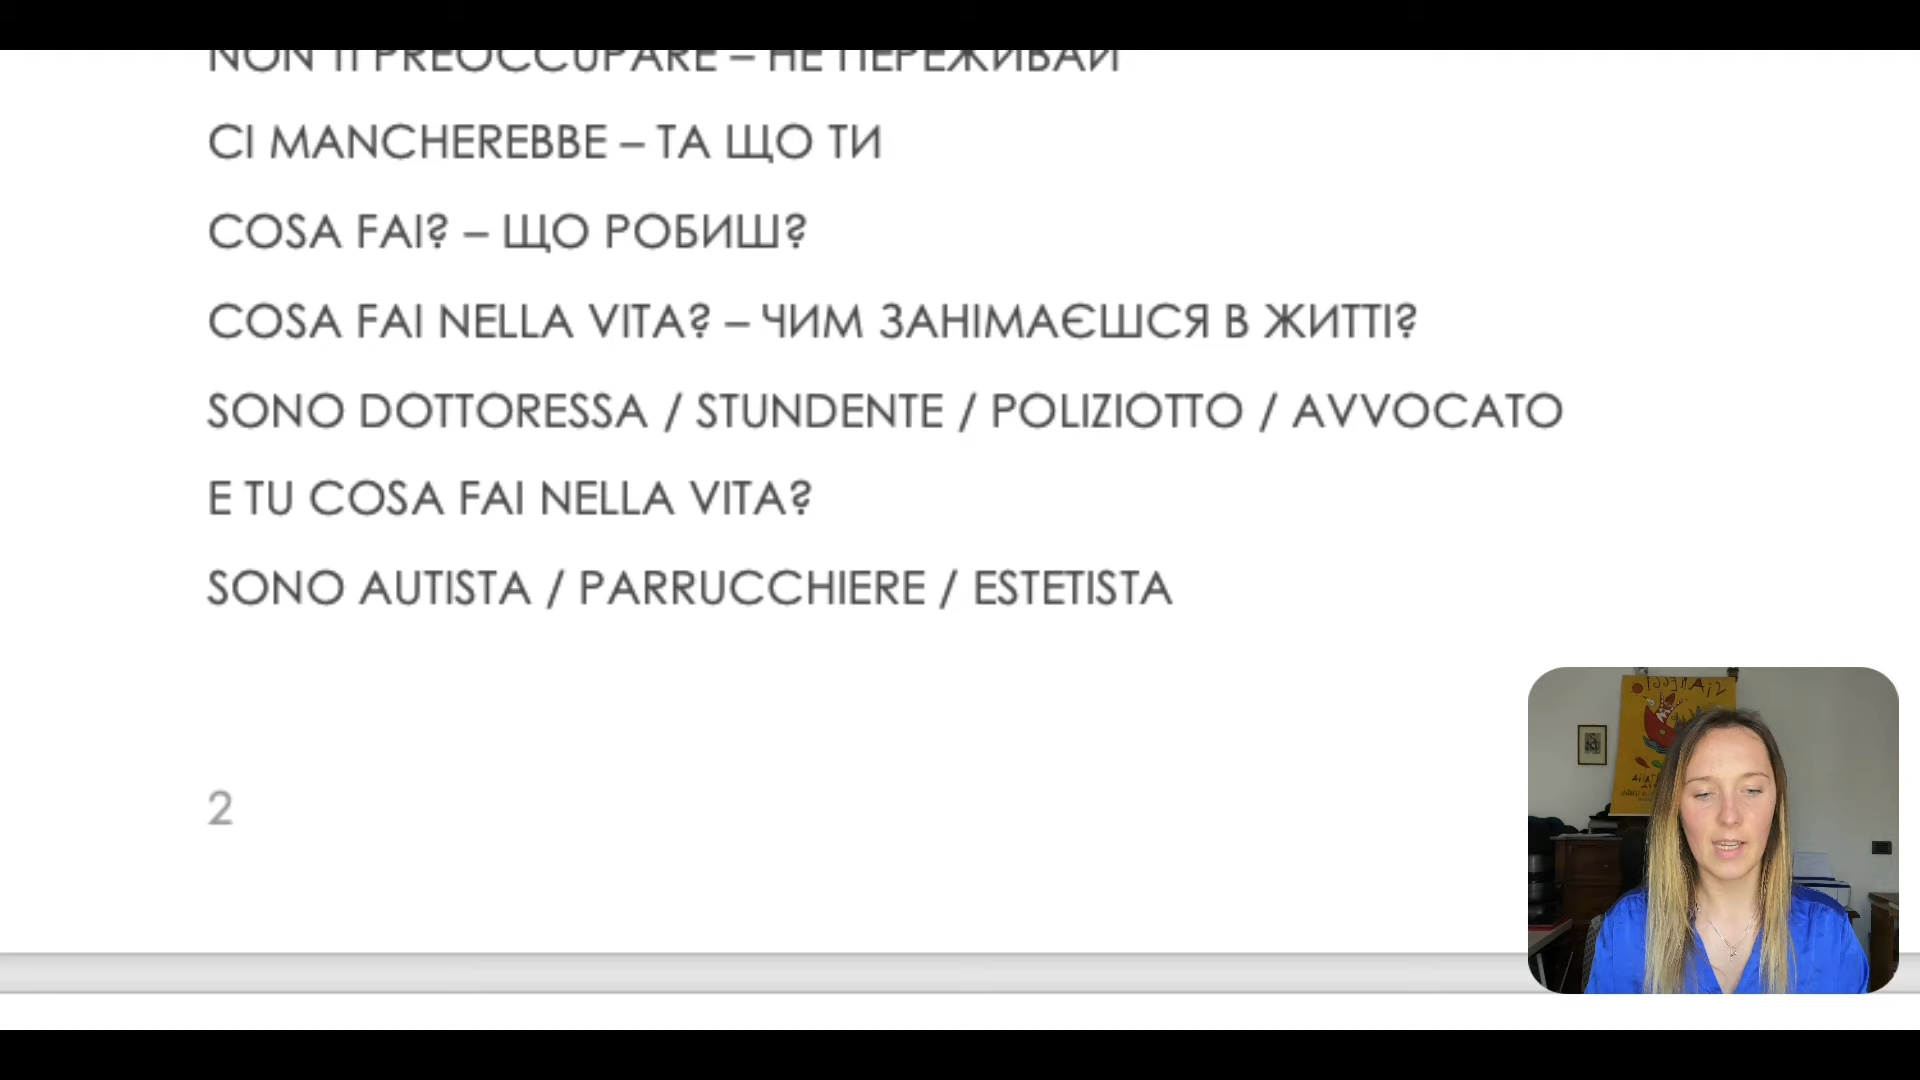 NON TI PREOCCUPARE – НЕ ПЕРЕЖИВАЙ
CI MANCHEREBBE – ТА ЩО ТИ
COSA FAI? – ЩО РОБИШ?
COSA FAI NELLA VITA? – ЧИМ ЗАНІМАЄШСЯ В ЖИТТІ?
SONO DOTTORESSA / STUNDENTE / POLIZIOTTO / AVVOCATO
E TU COSA FAI NELLA VITA?
SONO AUTISTA / PARRUCCHIERE / ESTETISTA
2